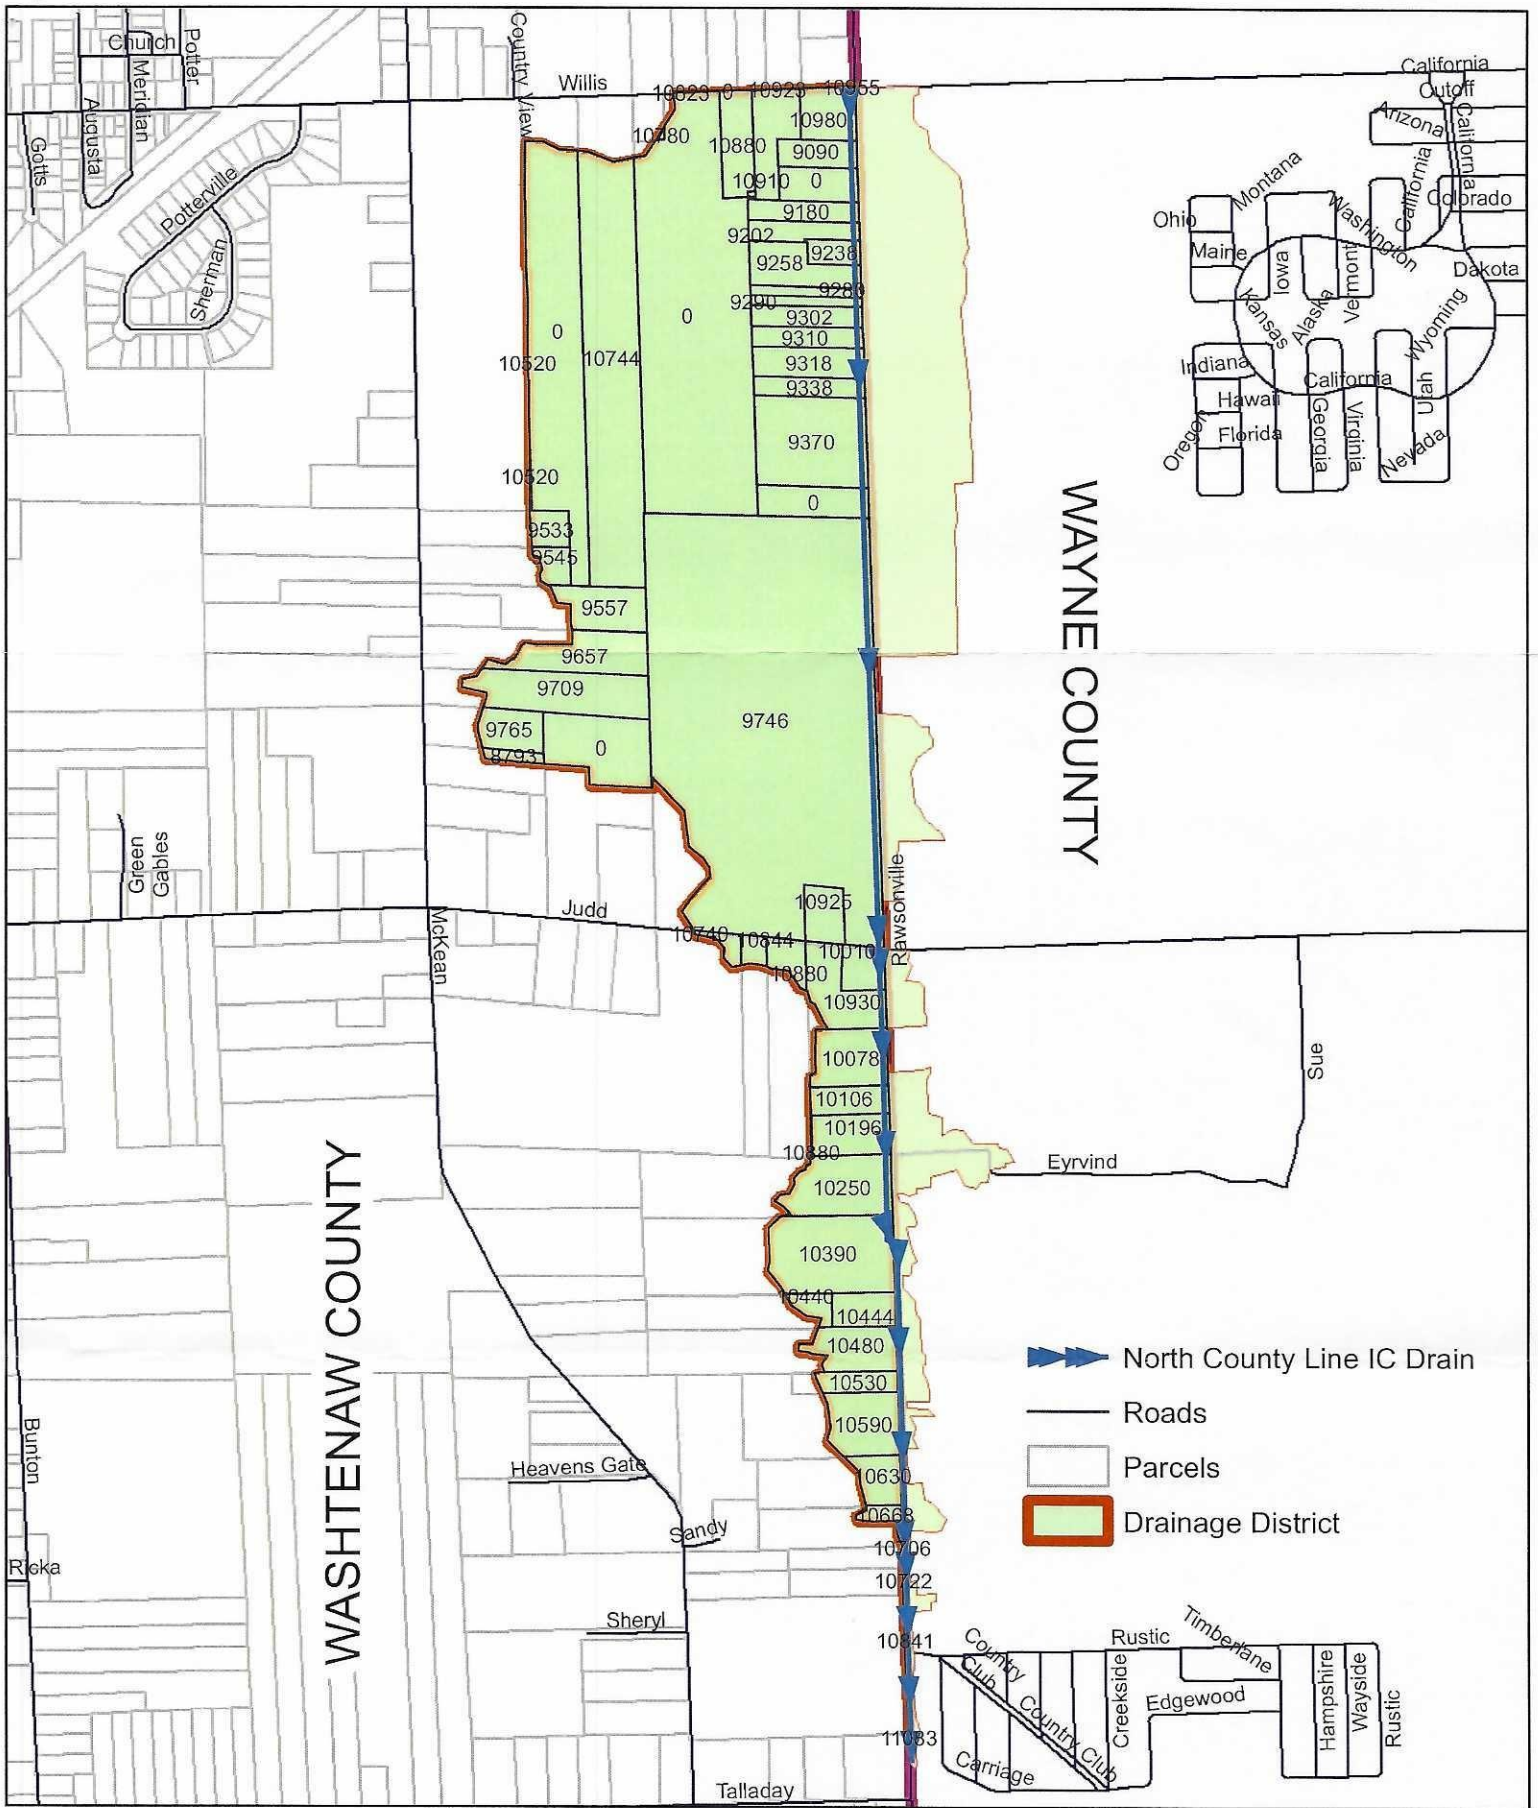 Church
Potter
Meridian
Augusta
Gotts
Potterville
Sherman
Country View
Willis
10823
0
10923
10955
10780
10980
10880
9090
10910
0
9180
9202
9238
9258
9280
9290
9302
9310
9318
9338
9370
0
0
0
10744
10520
10520
9533
9545
9557
9657
9709
9765
0
8793
9746
California
Cutoff
Arizona
California
California
Colorado
Montana
Washington
Ohio
Maine
Iowa
Vermont
Dakota
Kansas
Alaska
Wyoming
Indiana
California
Utah
Hawaii
Oregon
Florida
Georgia
Virginia
Nevada
WAYNE COUNTY
Green
Gables
Judd
McKean
Rawsonville
10925
10740
10844
10010
10880
10930
10078
10106
10196
10880
10250
10390
10440
10444
10480
10530
10590
10630
10668
10706
10722
10841
11083
Sue
Eyrvind
WASHTENAW COUNTY
Bunton
Ricka
Heavens Gate
Sandy
Sheryl
Talladay
North County Line IC Drain
Roads
Parcels
Drainage District
Rustic
Timberlane
Country
Club
Country Club
Creekside
Edgewood
Hampshire
Wayside
Rustic
Carriage